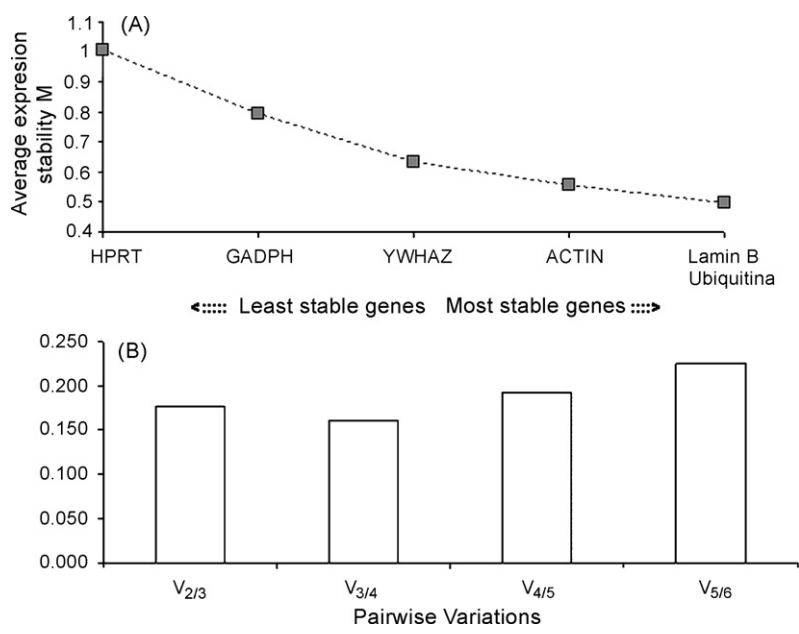 (A)
Average expresion
stability M
1.1
1
0.9
0.8
0.7
0.6
0.5
0.4
HPRT
GADPH
YWHAZ
ACTIN
Lamin B
Ubiquitina
Least stable genes
Most stable genes
(B)
0.250
0.200
0.150
0.100
0.050
0.000
V2/3
V3/4
V4/5
V5/6
Pairwise Variations